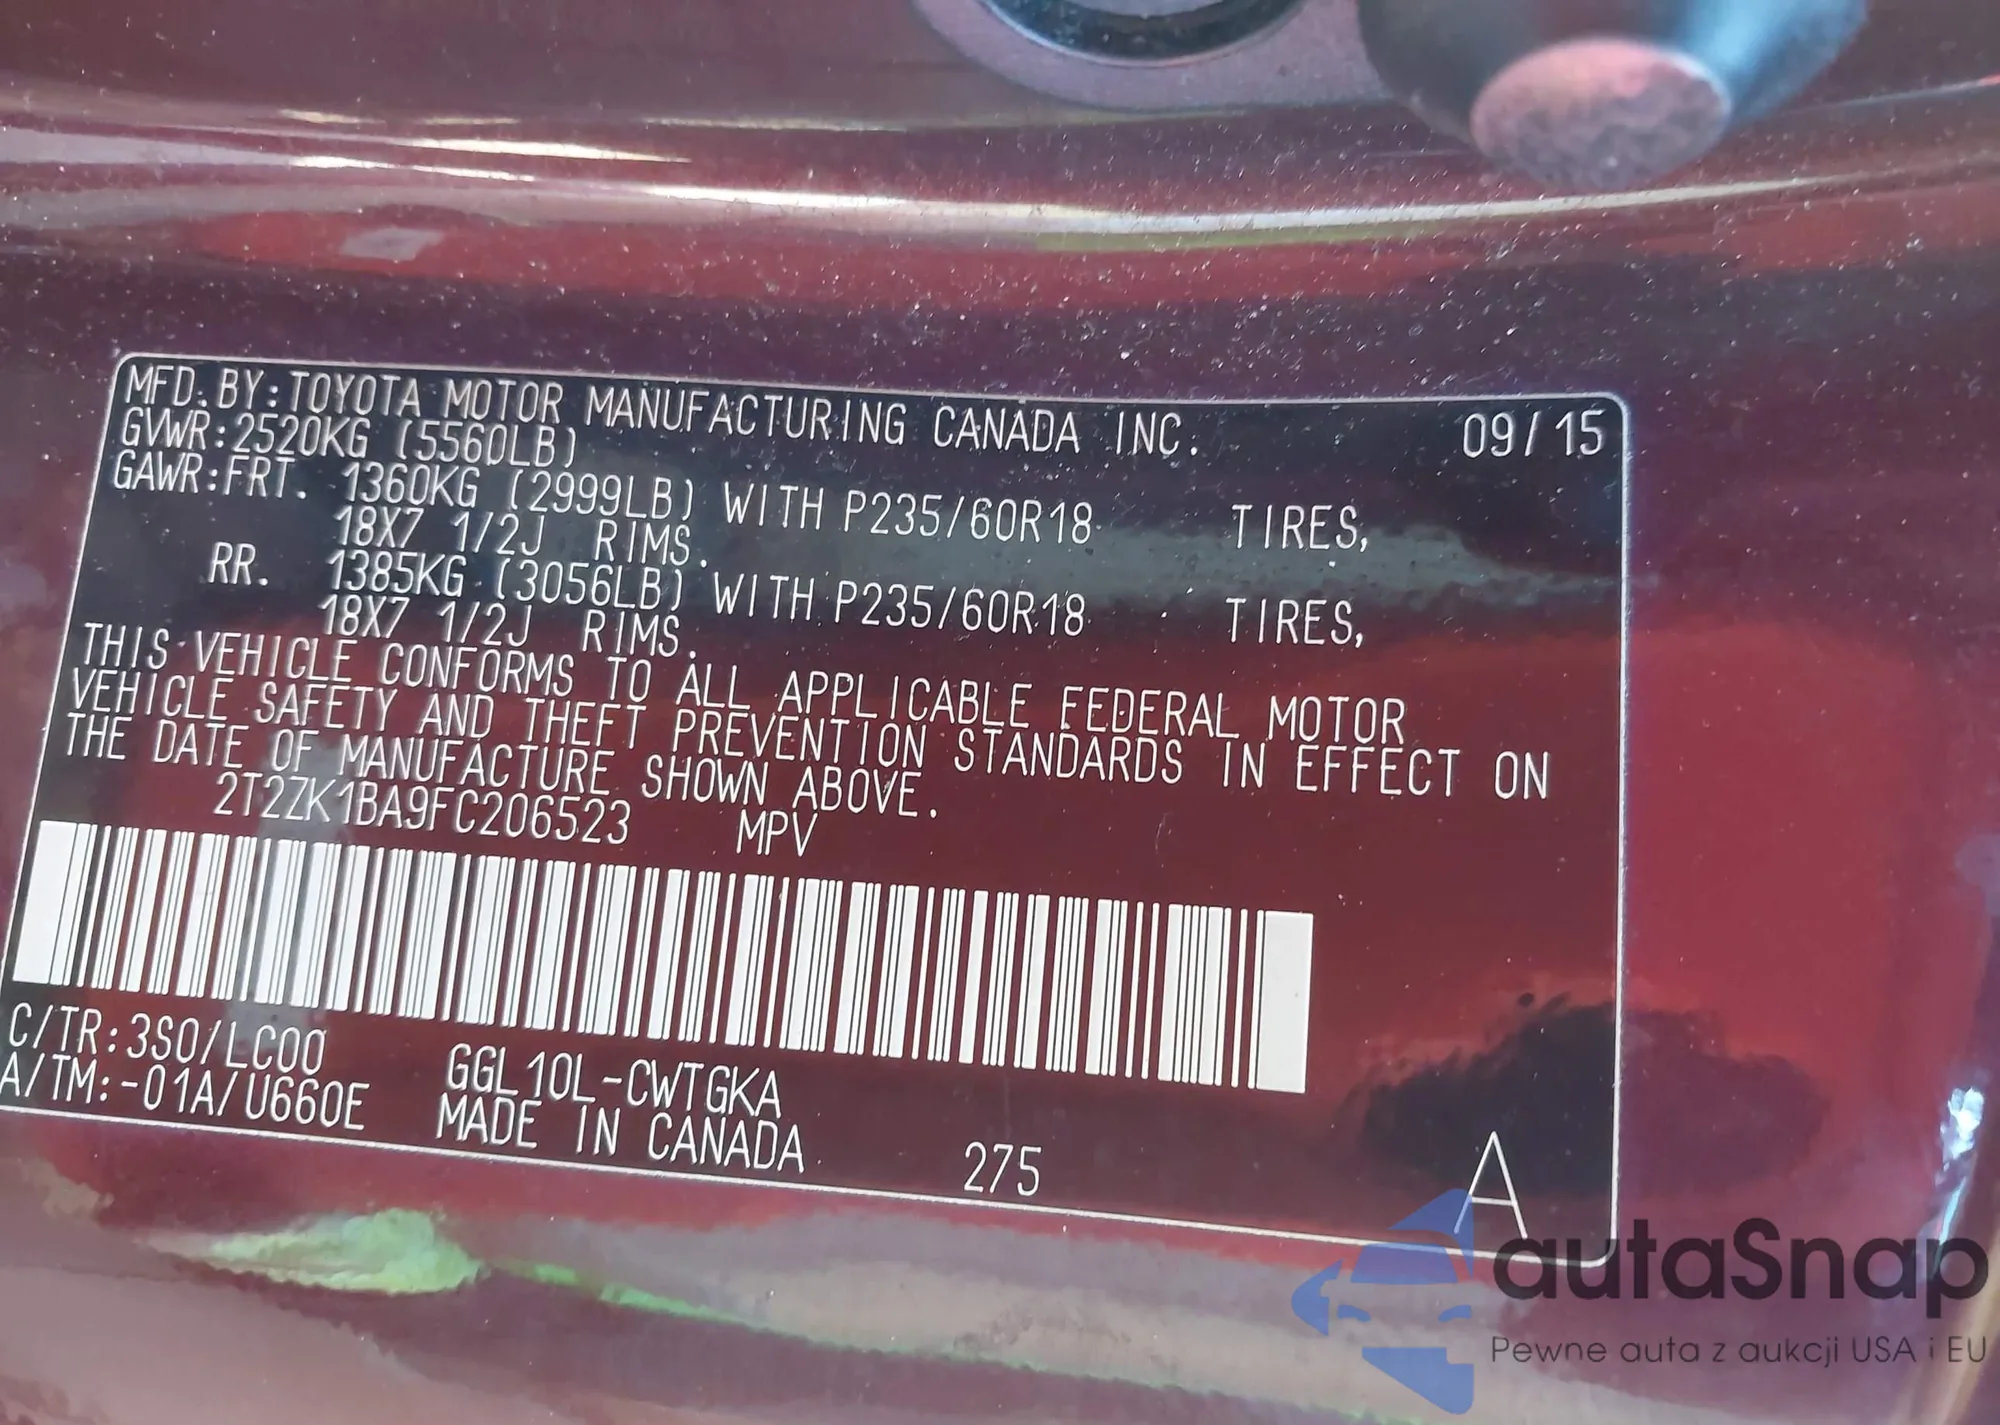 MFD. BY: TOYOTA MOTOR MANUFACTURING CANADA INC. 09/15
GVWR: 2520KG (5560LB)
GAWR: FRT. 1360KG (2999LB) WITH P235/60R18 TIRES,
18X7 1/2J RIMS.
RR. 1385KG (3056LB) WITH P235/60R18 TIRES,
18X7 1/2J RIMS.
THIS VEHICLE CONFORMS TO ALL APPLICABLE FEDERAL MOTOR
VEHICLE SAFETY AND THEFT PREVENTION STANDARDS IN EFFECT ON
THE DATE OF MANUFACTURE SHOWN ABOVE.
2T2ZK1BA9FC206523 MPV
C/TR: 3S0/LC00 GGL10L-CWTGKA
A/TM: -01A/U660E MADE IN CANADA 275 A
autaSnap
Pewne auta z aukcji USA i EU